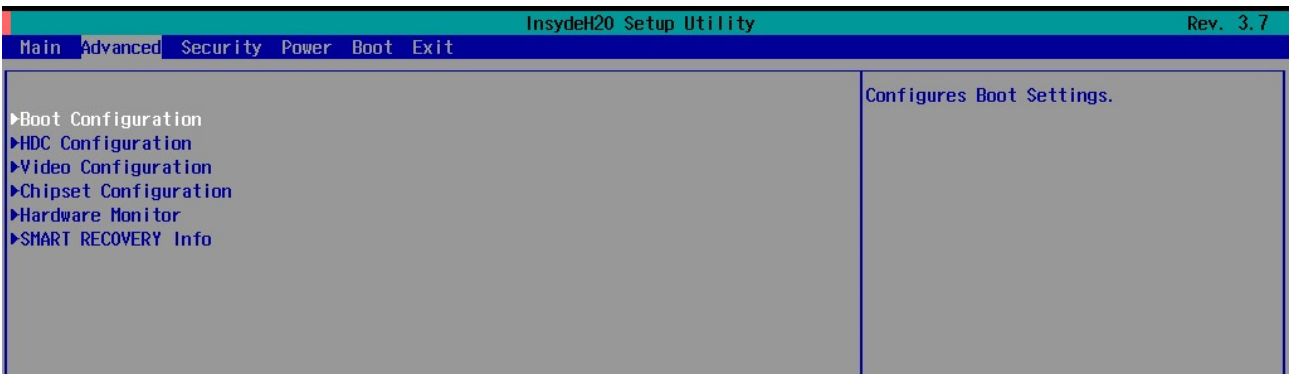 InsydeH20 Setup Utility Rev. 3.7
Main Advanced Security Power Boot Exit
Configures Boot Settings.
▶Boot Configuration
▶HDC Configuration
▶Video Configuration
▶Chipset Configuration
▶Hardware Monitor
▶SMART RECOVERY Info